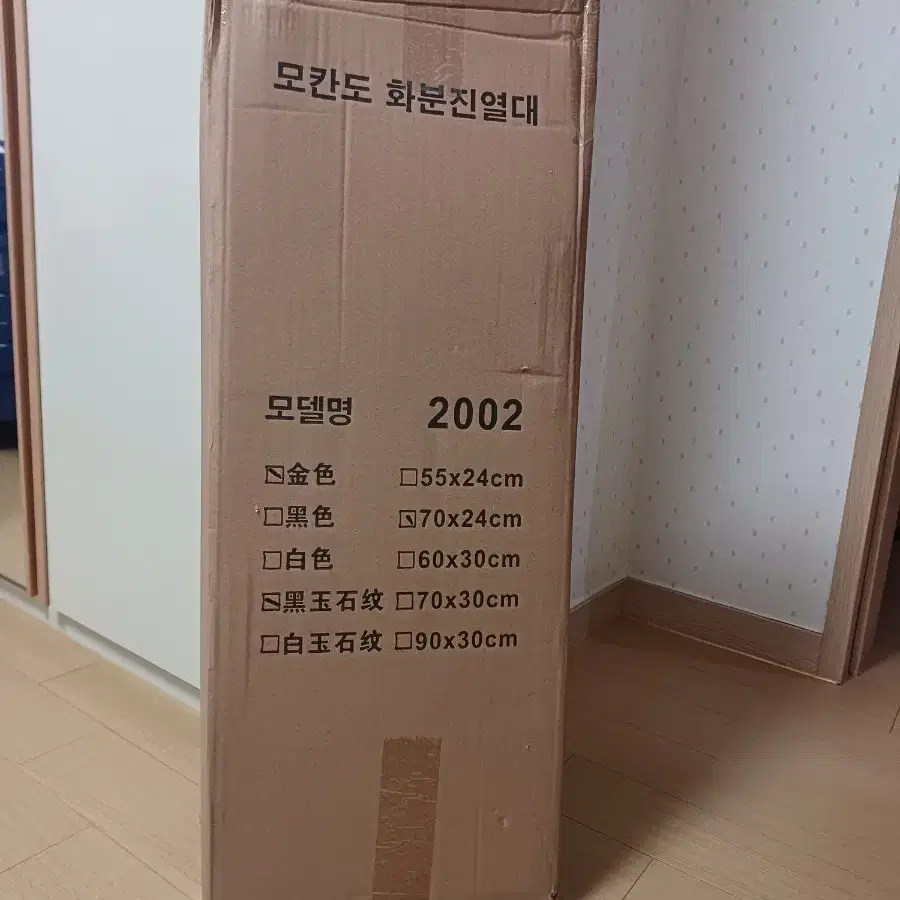 모칸도 화분진열대
모델명 2002
☒金色 ☐55x24cm
☐黑色 ☒70x24cm
☐白色 ☐60x30cm
☒黑玉石纹 ☐70x30cm
☐白玉石纹 ☐90x30cm